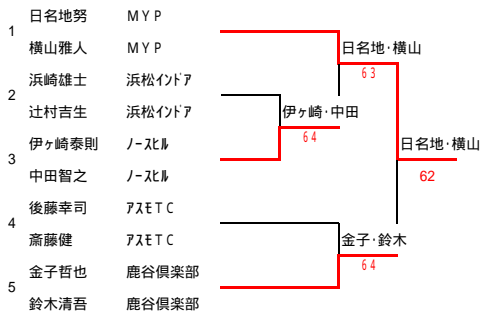 日名地努 ＭＹＰ
1
横山雅人 ＭＹＰ
日名地･横山
６３
浜崎雄士 浜松ｲﾝﾄﾞｱ
2
辻村吉生 浜松ｲﾝﾄﾞｱ
伊ヶ崎･中田
６４
伊ヶ崎泰則 ﾉｰｽﾋﾙ
3
中田智之 ﾉｰｽﾋﾙ
日名地･横山
62
後藤幸司 ｱｽﾓＴＣ
4
斎藤健 ｱｽﾓＴＣ
金子･鈴木
６４
金子哲也 鹿谷倶楽部
5
鈴木清吾 鹿谷倶楽部